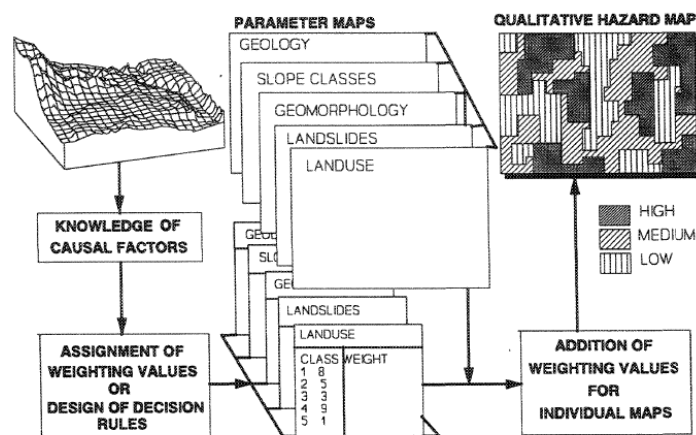 PARAMETER MAPS
QUALITATIVE HAZARD MAP
GEOLOGY
SLOPE CLASSES
GEOMORPHOLOGY
LANDSLIDES
LANDUSE
HIGH
MEDIUM
LOW
KNOWLEDGE OF
CAUSAL FACTORS
LANDSLIDES
LANDUSE
CLASS WEIGHT
1 8
2 5
3 3
4 9
5 1
ASSIGNMENT OF
WEIGHTING VALUES
OR
DESIGN OF DECISION
RULES
ADDITION OF
WEIGHTING VALUES
FOR
INDIVIDUAL MAPS